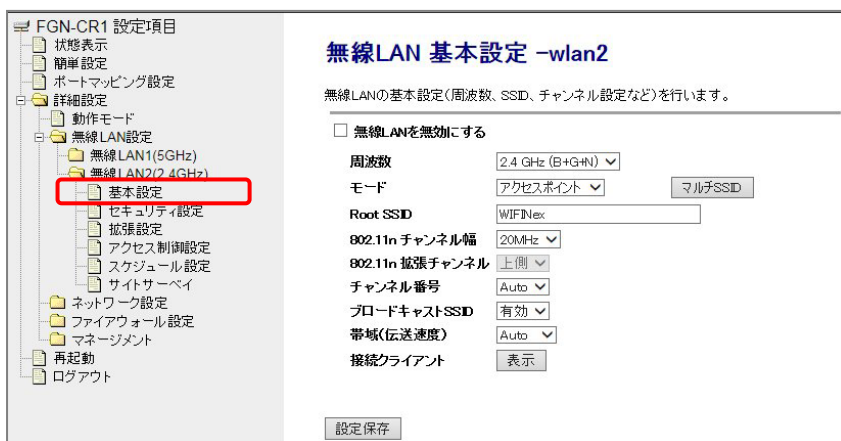 FGN-CR1 設定項目
状態表示
簡単設定
ポートマッピング設定
詳細設定
動作モード
無線LAN設定
無線LAN1(5GHz)
無線LAN2(2.4GHz)
基本設定
セキュリティ設定
拡張設定
アクセス制御設定
スケジュール設定
サイトサーベイ
ネットワーク設定
ファイアウォール設定
マネージメント
再起動
ログアウト
無線LAN 基本設定 -wlan2
無線LANの基本設定(周波数、SSID、チャンネル設定など)を行います。
無線LANを無効にする
周波数 2.4 GHz (B+G+N)
モード アクセスポイント マルチSSID
Root SSID WIFINex
802.11n チャンネル幅 20MHz
802.11n 拡張チャンネル 上側
チャンネル番号 Auto
ブロードキャストSSID 有効
帯域(伝送速度) Auto
接続クライアント 表示
設定保存